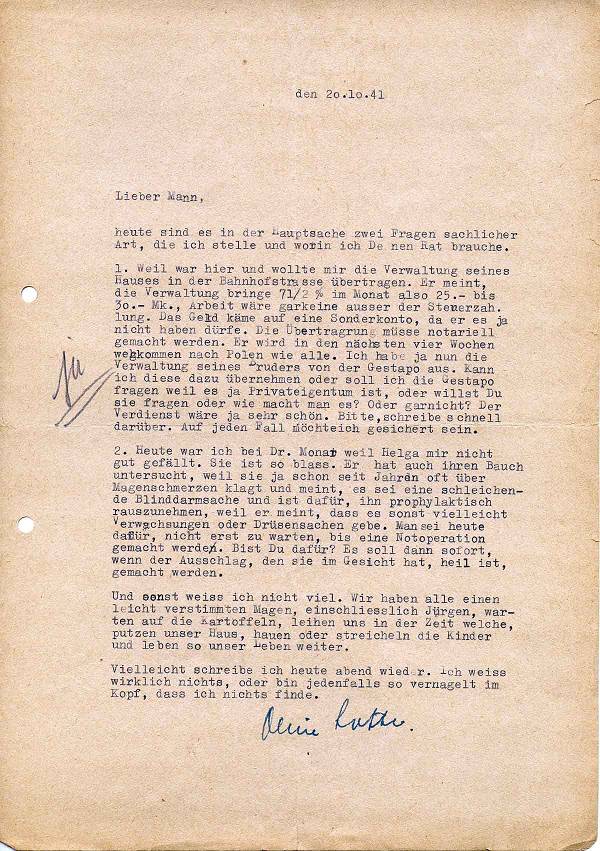 den 2o.1o.41
Lieber Mann,
heute sind es in der Hauptsache zwei Fragen sachlicher
Art, die ich stelle und worin ich De nen Rat brauche.
1. Weil war hier und wollte mir die Verwaltung seines
Hauses in der Bahnhofstrasse übertragen. Er meint,
die Verwaltung bringe 71/2 % im Monat also 25.- bis
3o.- Mk., Arbeit wäre garkeine ausser der Steuerzah-
lung. Das Geld käme auf eine Sonderkonto, da er es ja
nicht haben dürfe. Die Übertragrung müsse notariell
gemacht werden. Er wird in den nächsten vier Wochen
wegkommen nach Polen wie alle. Ich habe ja nun die
ja
Verwaltung seines Bruders von der Gestapo aus. Kann
ich diese dazu übernehmen oder soll ich die Gestapo
fragen weil es ja Privateigentum ist, oder willst Du
sie fragen oder wie macht man es? Oder garnicht? Der
Verdienst wäre ja sehr schön. Bitte, schreibe schnell
darüber. Auf jeden Fall möchteich gesichert sein.
2. Heute war ich bei Dr. Monar weil Helga mir nicht
gut gefällt. Sie ist so blass. Er hat auch ihren Bauch
untersucht, weil sie ja schon seit Jahren oft über
Magenschmerzen klagt und meint, es sei eine schleichen-
de Blinddarmsache und ist dafür, ihn prophylaktisch
rauszunehmen, weil er meint, dass es sonst vielleicht
Verwachsungen oder Drüsensachen gebe. Mansei heute
dafür, nicht erst zu warten, bis eine Notoperation
gemacht werden. Bist Du dafür? Es soll dann sofort,
wenn der Ausschlag, den sie im Gesicht hat, heil ist,
gemacht werden.
Und sonst weiss ich nicht viel. Wir haben alle einen
leicht verstimmten Magen, einschliesslich Jürgen, war-
ten auf die Kartoffeln, leihen uns in der Zeit welche,
putzen unser Haus, hauen oder streicheln die Kinder
und leben so unser Leben weiter.
Vielleicht schreibe ich heute abend wieder. Ich weiss
wirklich nichts, oder bin jedenfalls so vernagelt im
Kopf, dass ich nichts finde.
Deine Lotte.